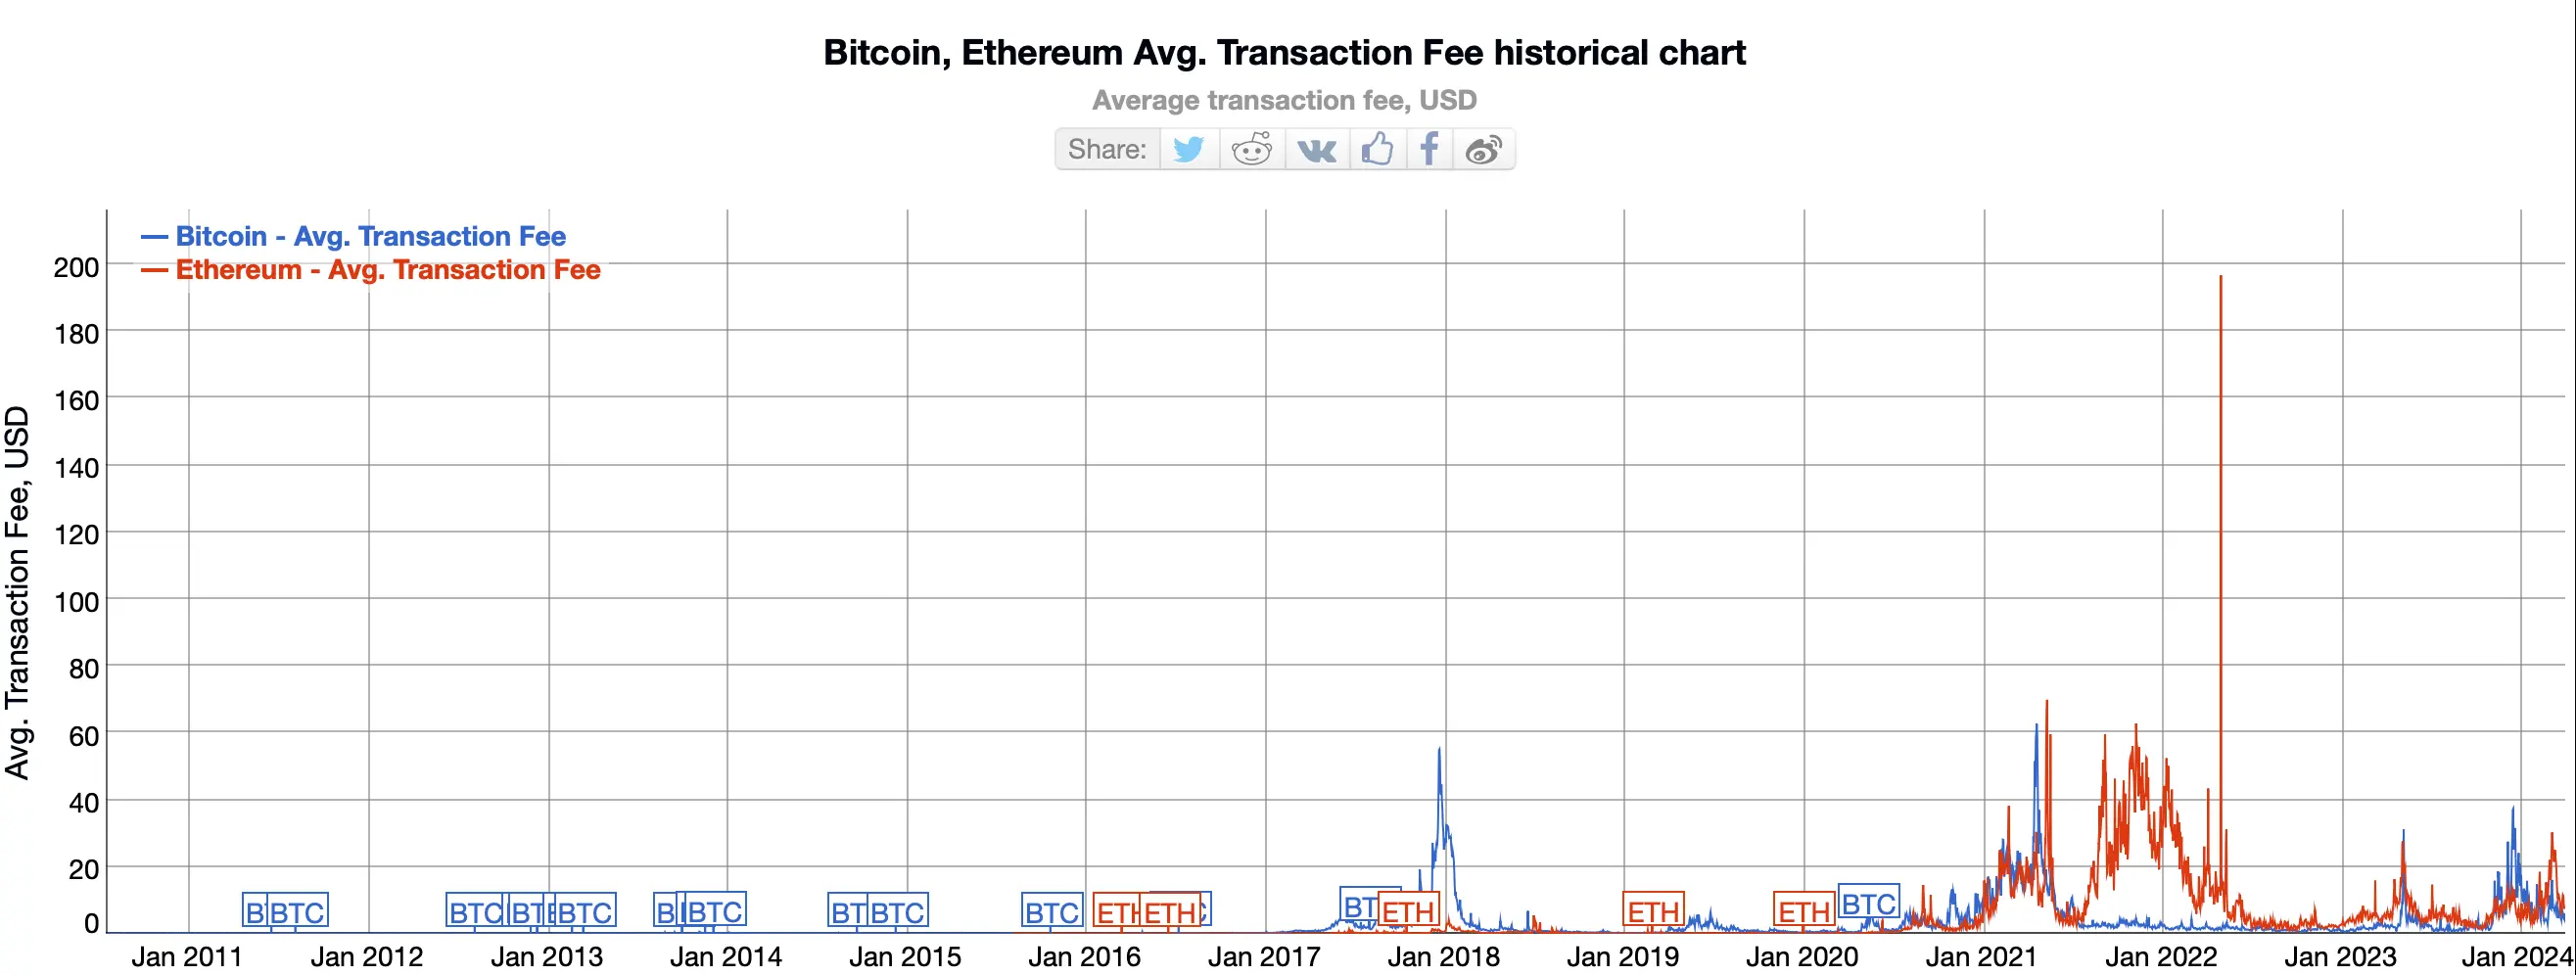 Bitcoin, Ethereum Avg. Transaction Fee historical chart
Average transaction fee, USD
Share:
Bitcoin - Avg. Transaction Fee
Ethereum - Avg. Transaction Fee
Avg. Transaction Fee, USD
200
180
160
140
120
100
80
60
40
20
0
BTC BTC BTC BTC BTC BTC BTC ETH ETH BT ETH ETH ETH BTC
Jan 2011 Jan 2012 Jan 2013 Jan 2014 Jan 2015 Jan 2016 Jan 2017 Jan 2018 Jan 2019 Jan 2020 Jan 2021 Jan 2022 Jan 2023 Jan 2024